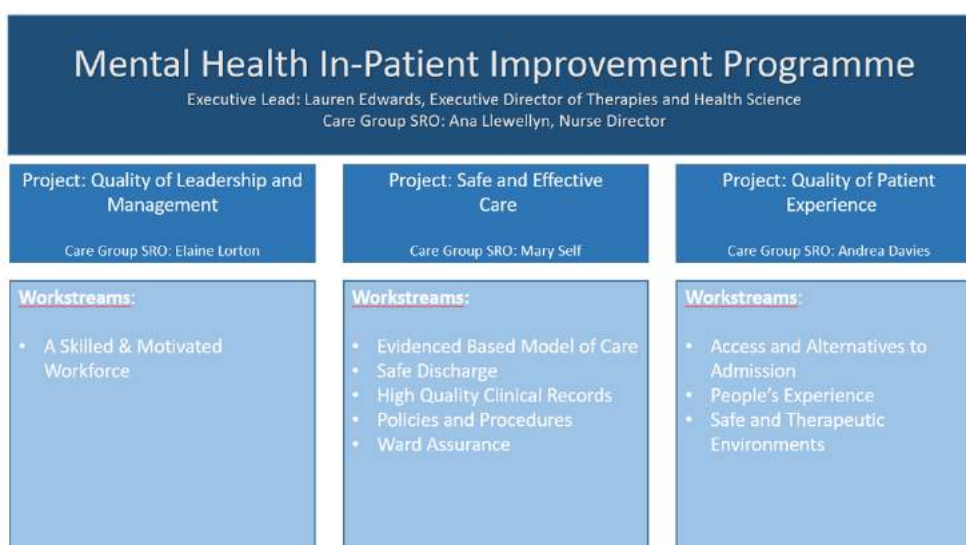 Mental Health In-Patient Improvement Programme
Executive Lead: Lauren Edwards, Executive Director of Therapies and Health Science
Care Group SRO: Ana Llewellyn, Nurse Director
Project: Quality of Leadership and
Management
Care Group SRO: Elaine Lorton
Workstreams:
• A Skilled & Motivated
Workforce
Project: Safe and Effective
Care
Care Group SRO: Mary Self
Workstreams:
• Evidenced Based Model of Care
• Safe Discharge
• High Quality Clinical Records
• Policies and Procedures
• Ward Assurance
Project: Quality of Patient
Experience
Care Group SRO: Andrea Davies
Workstreams:
• Access and Alternatives to
Admission
• People's Experience
• Safe and Therapeutic
Environments